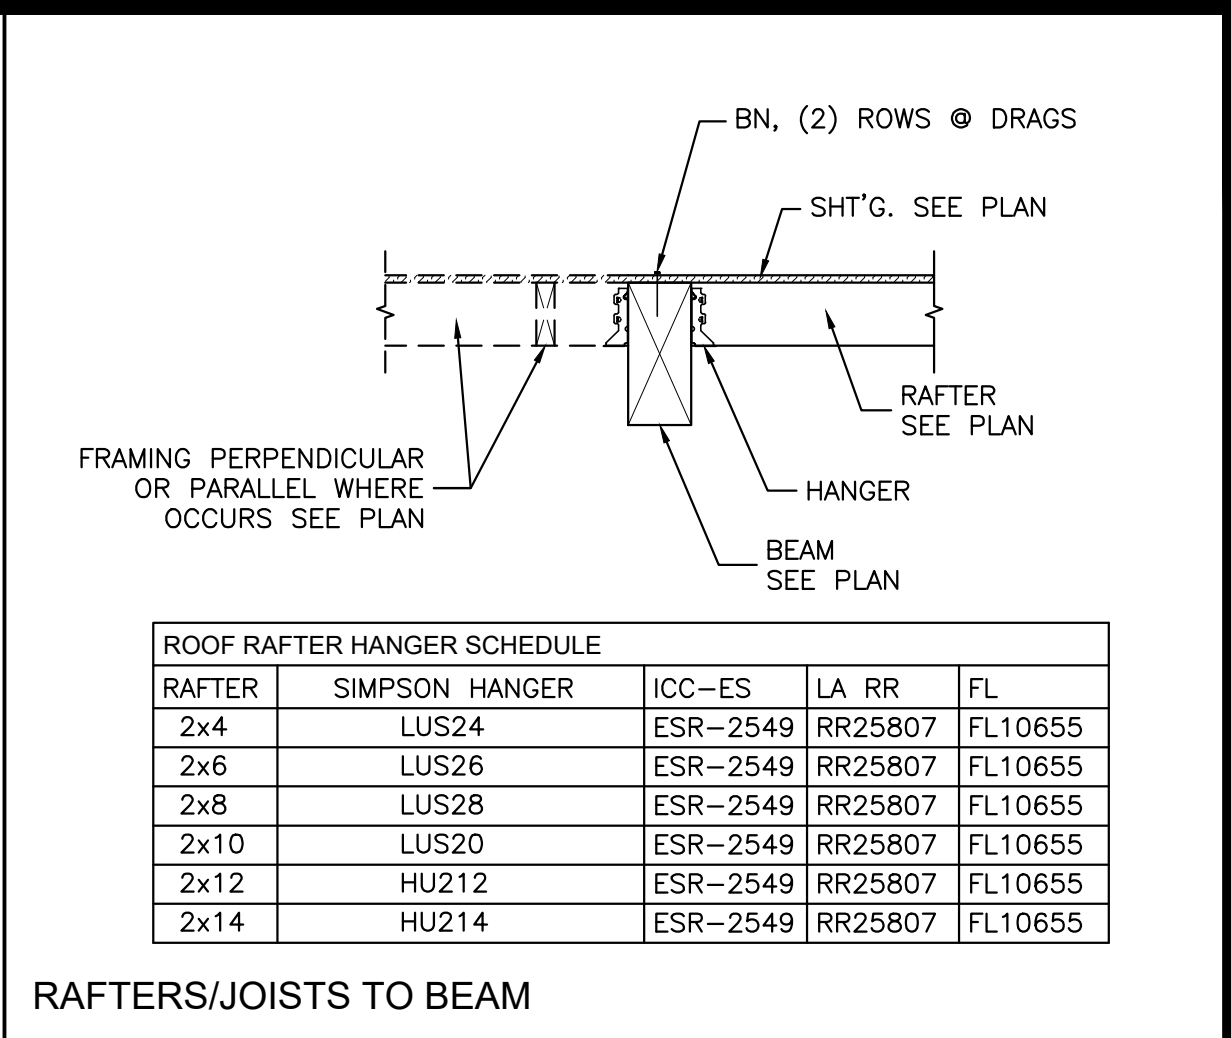 BN, (2) ROWS @ DRAGS
SHT'G. SEE PLAN
RAFTER
SEE PLAN
FRAMING PERPENDICULAR
OR PARALLEL WHERE
OCCURS SEE PLAN
HANGER
BEAM
SEE PLAN
ROOF RAFTER HANGER SCHEDULE
RAFTER SIMPSON HANGER ICC-ES LA RR FL
2x4 LUS24 ESR-2549 RR25807 FL10655
2x6 LUS26 ESR-2549 RR25807 FL10655
2x8 LUS28 ESR-2549 RR25807 FL10655
2x10 LUS20 ESR-2549 RR25807 FL10655
2x12 HU212 ESR-2549 RR25807 FL10655
2x14 HU214 ESR-2549 RR25807 FL10655
RAFTERS/JOISTS TO BEAM